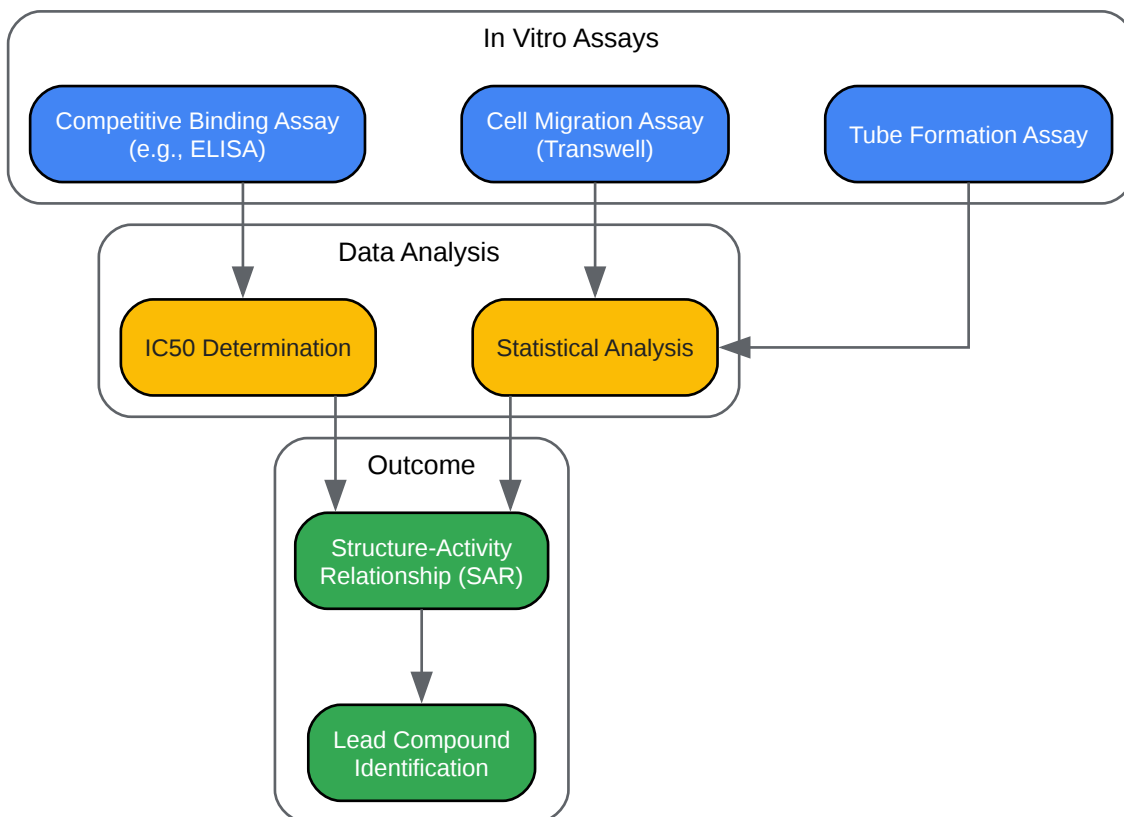 In Vitro Assays
Competitive Binding Assay
(e.g., ELISA)
Cell Migration Assay
(Transwell)
Tube Formation Assay
Data Analysis
IC50 Determination
Statistical Analysis
Outcome
Structure-Activity
Relationship (SAR)
Lead Compound
Identification